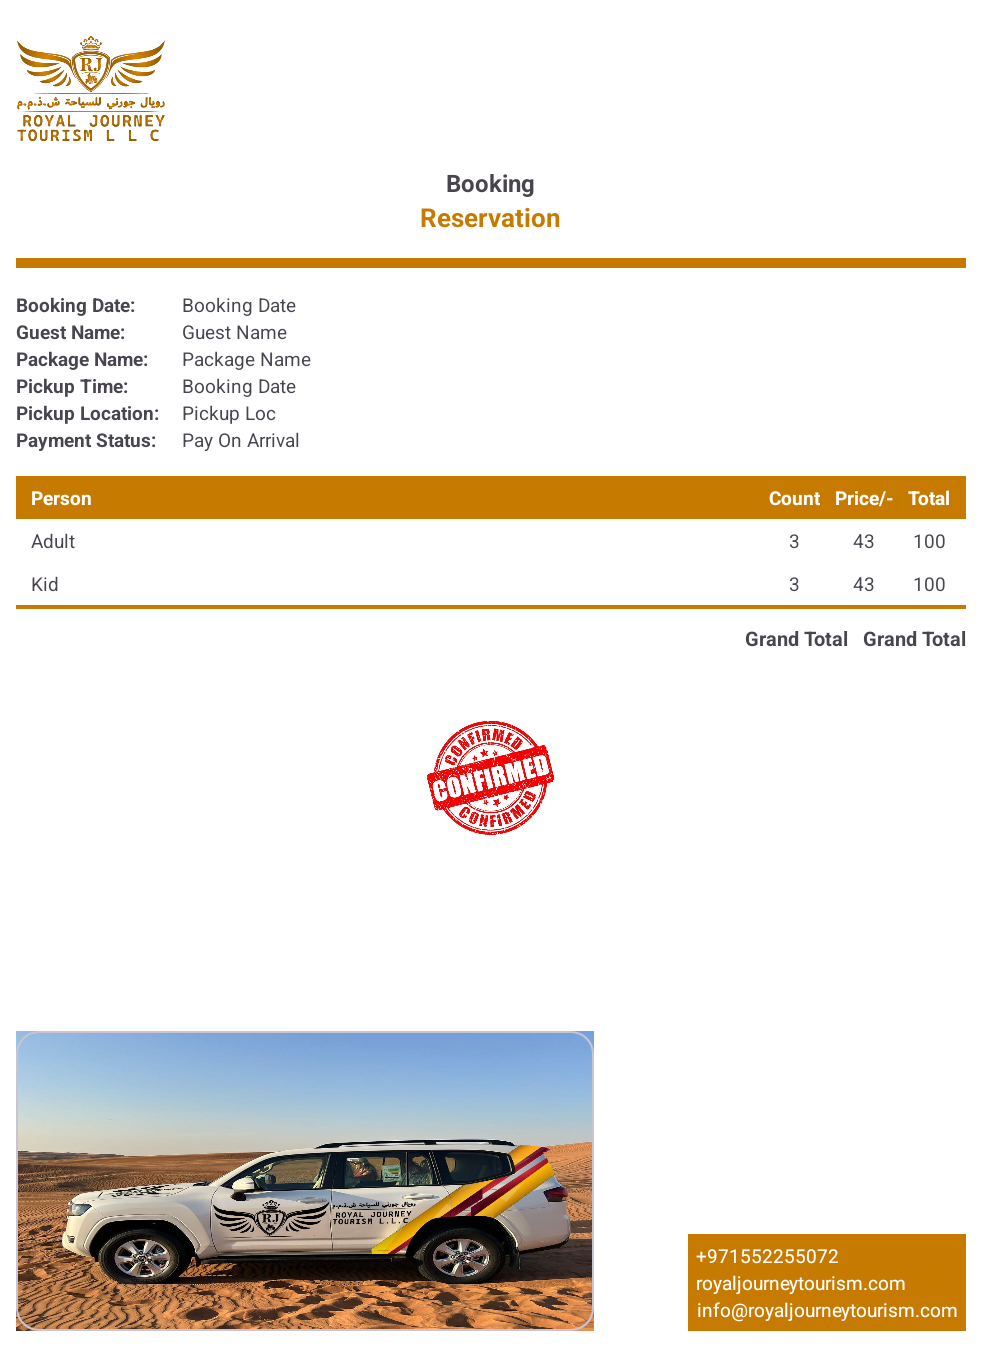 RJ
رويال جورني للسياحة ش.ذ.م.م
ROYAL JOURNEY
TOURISM L L C
Booking
Reservation
Booking Date: Booking Date
Guest Name: Guest Name
Package Name: Package Name
Pickup Time: Booking Date
Pickup Location: Pickup Loc
Payment Status: Pay On Arrival
Person Count Price/- Total
Adult 3 43 100
Kid 3 43 100
Grand Total Grand Total
CONFIRMED
CONFIRMED
CONFIRMED
RJ
رويال جورني للسياحة ش.ذ.م.م
ROYAL JOURNEY
TOURISM L.L.C
+971552255072
royaljourneytourism.com
info@royaljourneytourism.com